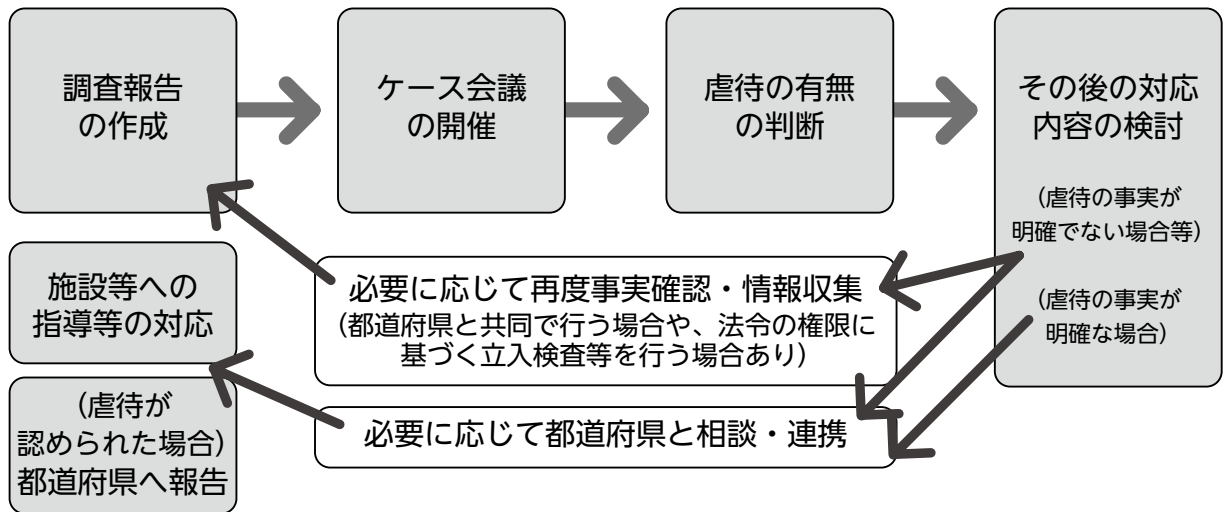 調査報告
の作成
ケース会議
の開催
虐待の有無
の判断
その後の対応
内容の検討
(虐待の事実が
明確でない場合等)
(虐待の事実が
明確な場合)
必要に応じて再度事実確認・情報収集
(都道府県と共同で行う場合や、法令の権限に
基づく立入検査等を行う場合あり)
必要に応じて都道府県と相談・連携
施設等への
指導等の対応
(虐待が
認められた場合)
都道府県へ報告